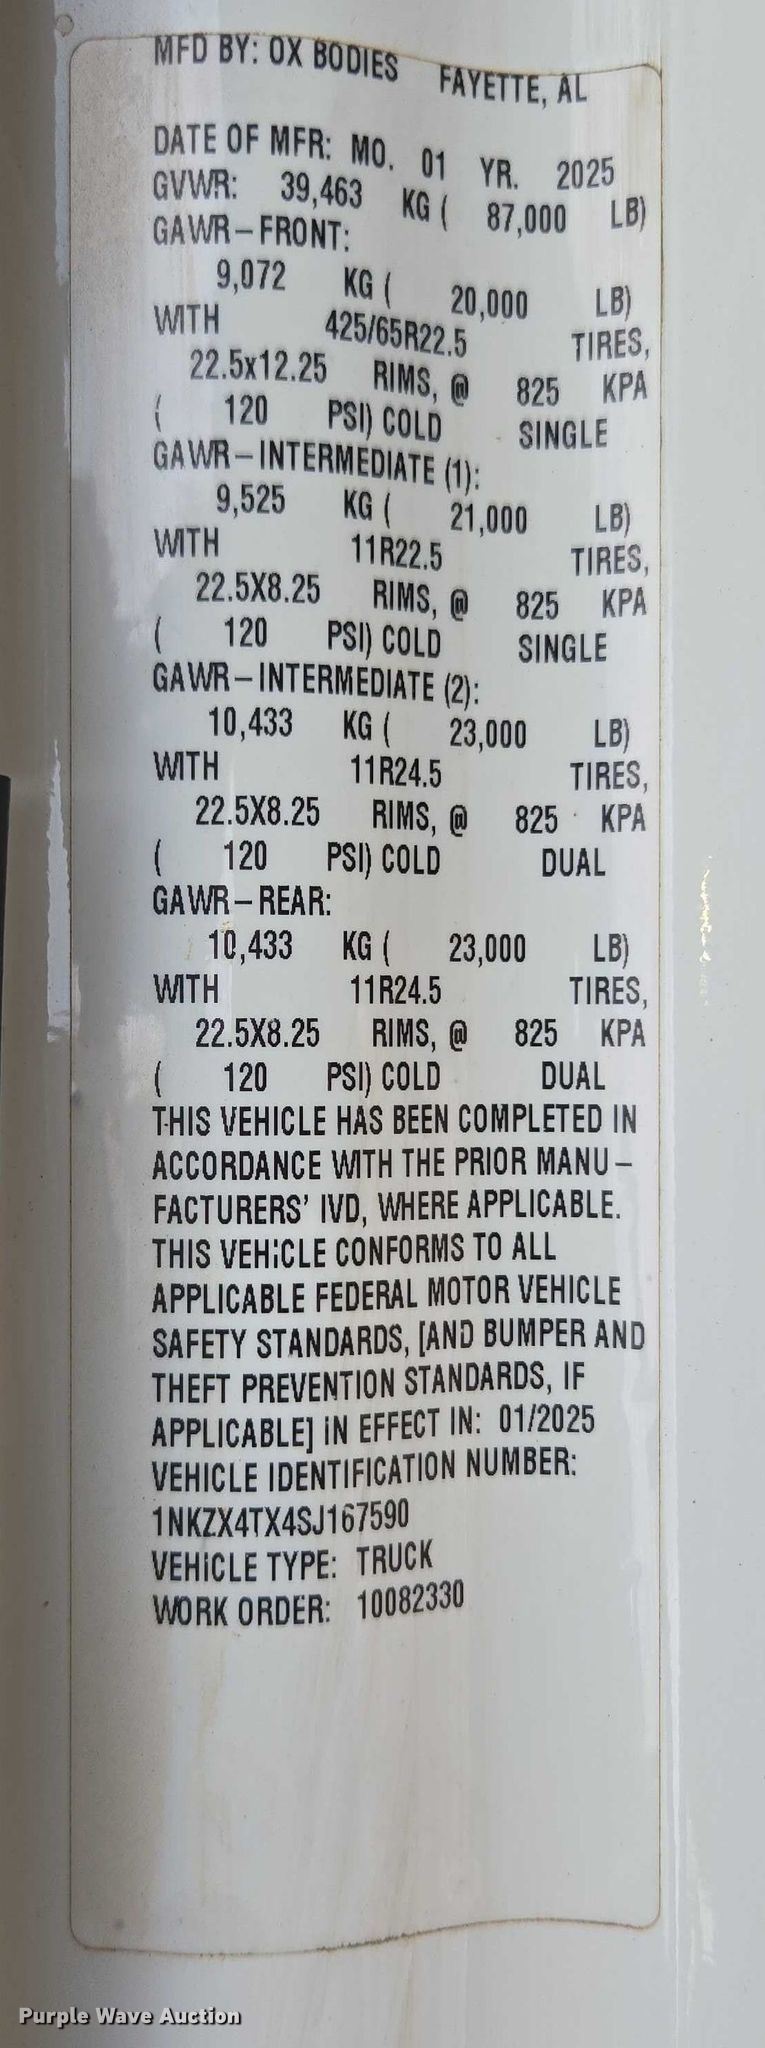 MFD BY: OX BODIES FAYETTE, AL
DATE OF MFR: MO. 01 YR. 2025
GVWR: 39,463 KG ( 87,000 LB)
GAWR-FRONT:
9,072 KG ( 20,000 LB)
WITH 425/65R22.5 TIRES,
22.5x12.25 RIMS, @ 825 KPA
( 120 PSI) COLD SINGLE
GAWR-INTERMEDIATE (1):
9,525 KG ( 21,000 LB)
WITH 11R22.5 TIRES,
22.5X8.25 RIMS, @ 825 KPA
( 120 PSI) COLD SINGLE
GAWR-INTERMEDIATE (2):
10,433 KG ( 23,000 LB)
WITH 11R24.5 TIRES,
22.5X8.25 RIMS, @ 825 KPA
( 120 PSI) COLD DUAL
GAWR-REAR:
10,433 KG ( 23,000 LB)
WITH 11R24.5 TIRES,
22.5X8.25 RIMS, @ 825 KPA
( 120 PSI) COLD DUAL
THIS VEHICLE HAS BEEN COMPLETED IN
ACCORDANCE WITH THE PRIOR MANU-
FACTURERS' IVD, WHERE APPLICABLE.
THIS VEHICLE CONFORMS TO ALL
APPLICABLE FEDERAL MOTOR VEHICLE
SAFETY STANDARDS, [AND BUMPER AND
THEFT PREVENTION STANDARDS, IF
APPLICABLE] IN EFFECT IN: 01/2025
VEHICLE IDENTIFICATION NUMBER:
1NKZX4TX4SJ167590
VEHICLE TYPE: TRUCK
WORK ORDER: 10082330
Purple Wave Auction